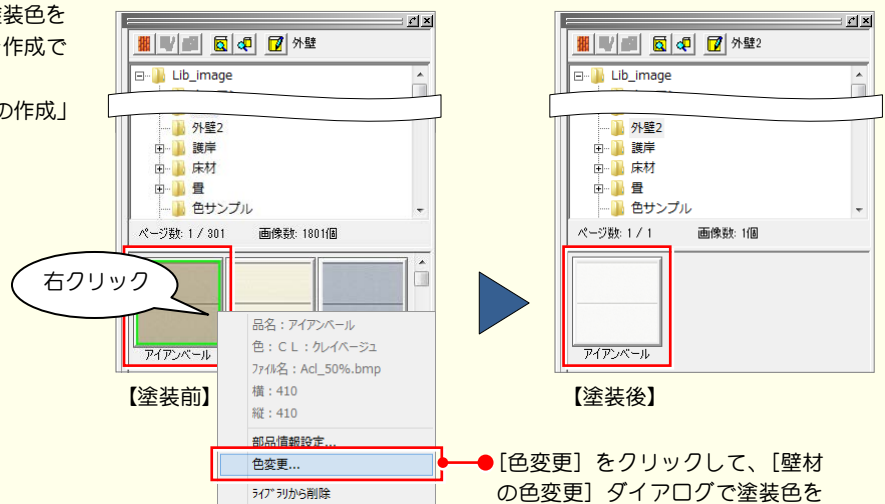 塗装色を
作成で
の作成」
外壁
Lib_image
外壁2
護岸
床材
畳
色サンプル
ページ数: 1 / 301 画像数: 1801個
右クリック
アイアンベール
品名：アイアンベール
色：ＣＬ：クレイベージュ
ファイル名：Acl_50%.bmp
横：410
縦：410
部品情報設定...
色変更...
ライブラリから削除
【塗装前】
外壁2
Lib_image
外壁2
護岸
床材
畳
色サンプル
ページ数: 1 / 1 画像数: 1個
アイアンベール
【塗装後】
［色変更］をクリックして、［壁材
の色変更］ダイアログで塗装色を